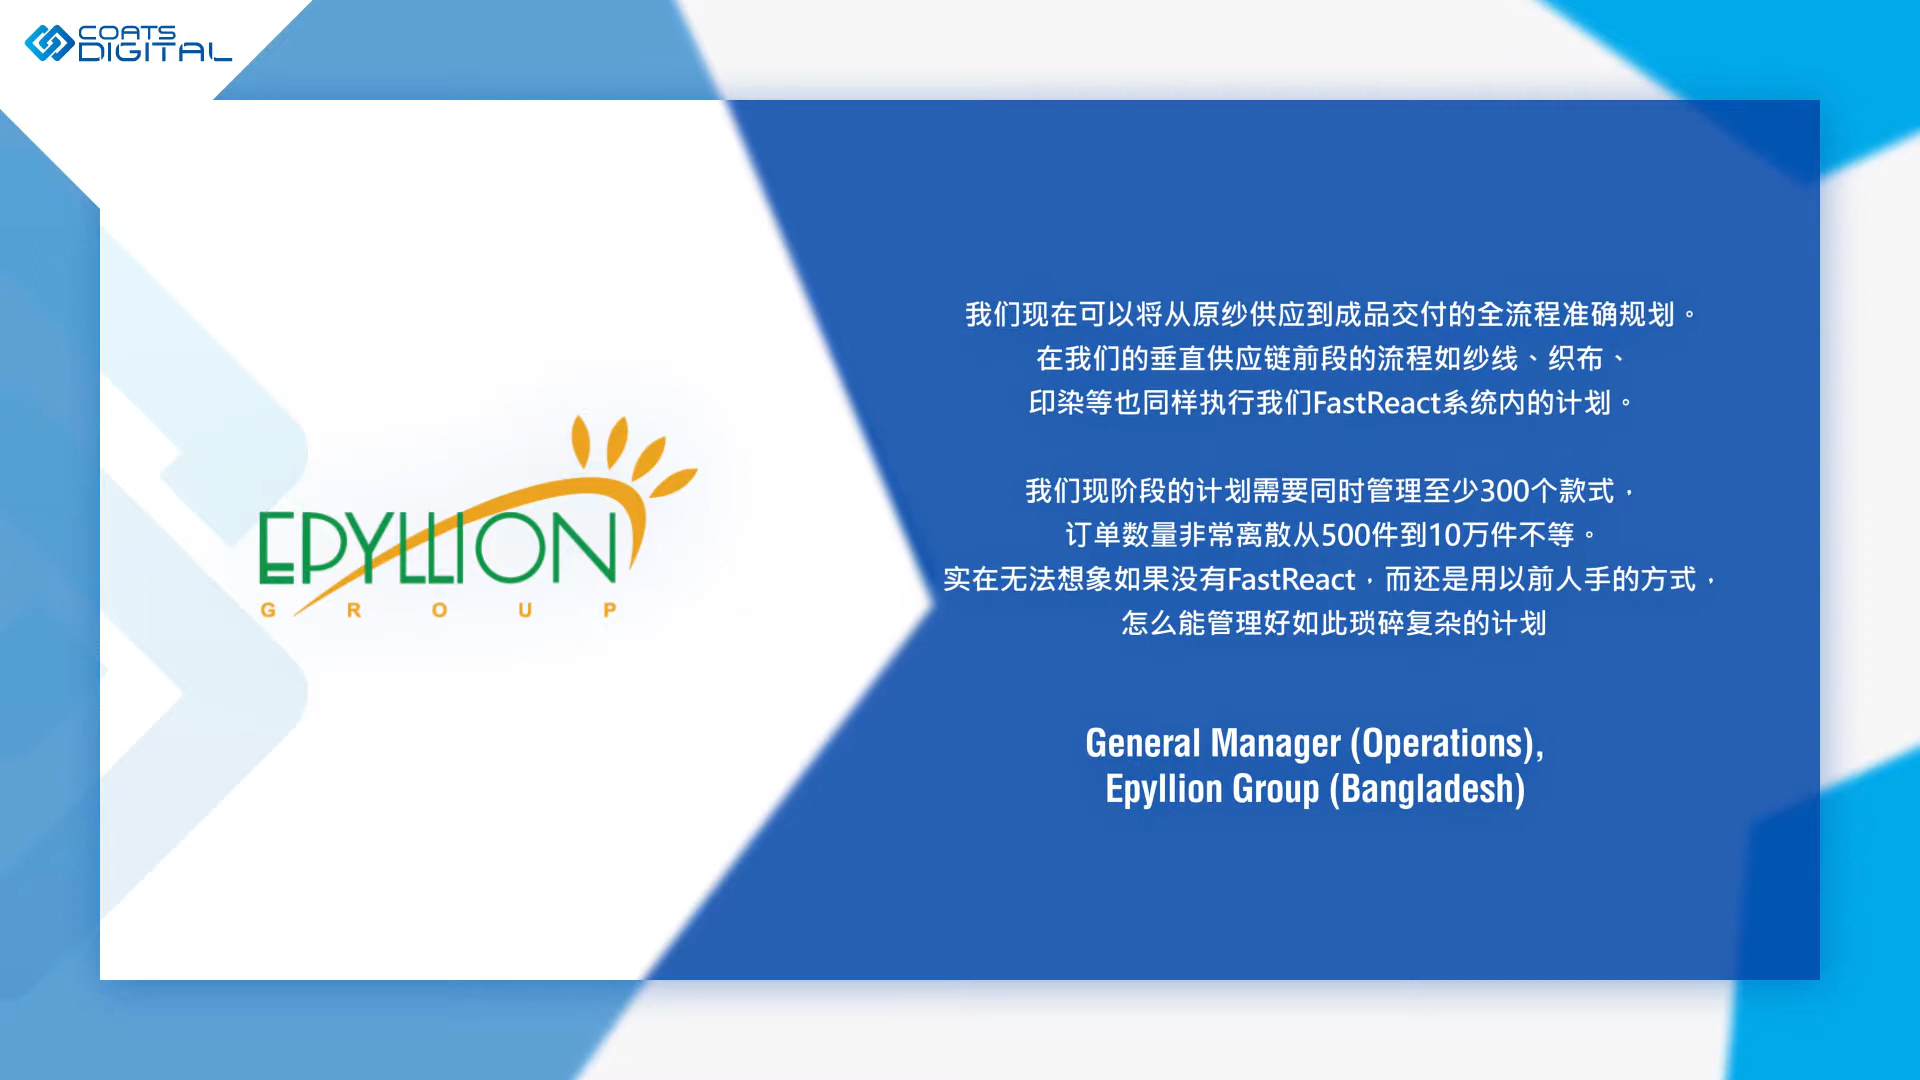 COATS
DIGITAL
EPYLLION
GROUP
我们现在可以将从原纱供应到成品交付的全流程准确规划。
在我们的垂直供应链前段的流程如纱线、织布、
印染等也同样执行我们FastReact系统内的计划。
我们现阶段的计划需要同时管理至少300个款式，
订单数量非常离散从500件到10万件不等。
实在无法想象如果没有FastReact，而还是用以前人手的方式，
怎么能管理好如此琐碎复杂的计划
General Manager (Operations),
Epyllion Group (Bangladesh)